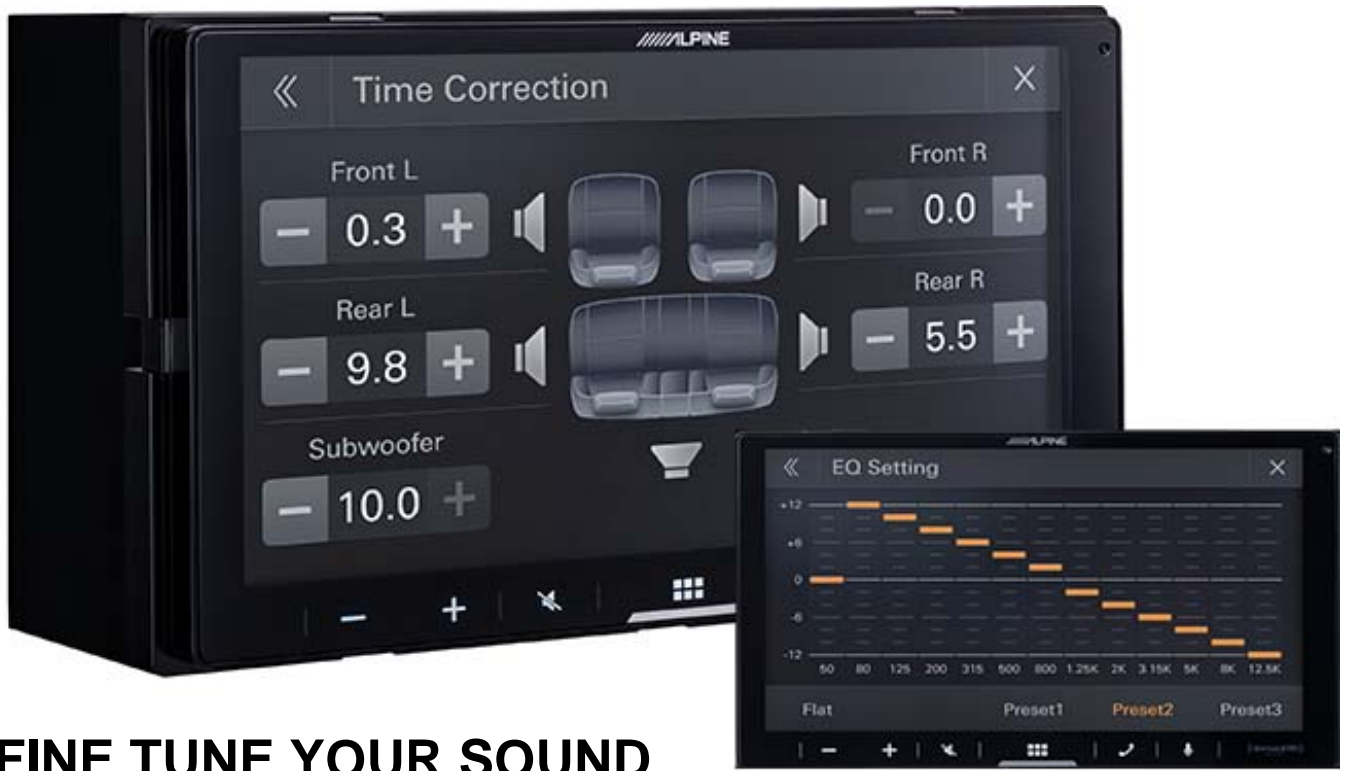 ALPINE
Time Correction
Front L
0.3
Front R
0.0
Rear L
9.8
Rear R
5.5
Subwoofer
10.0
ALPINE
EQ Setting
+12
+6
0
-6
-12
50 80 125 200 315 500 800 1.25K 2K 3.15K 5K 8K 12.5K
Flat Preset1 Preset2 Preset3
FINE TUNE YOUR SOUND